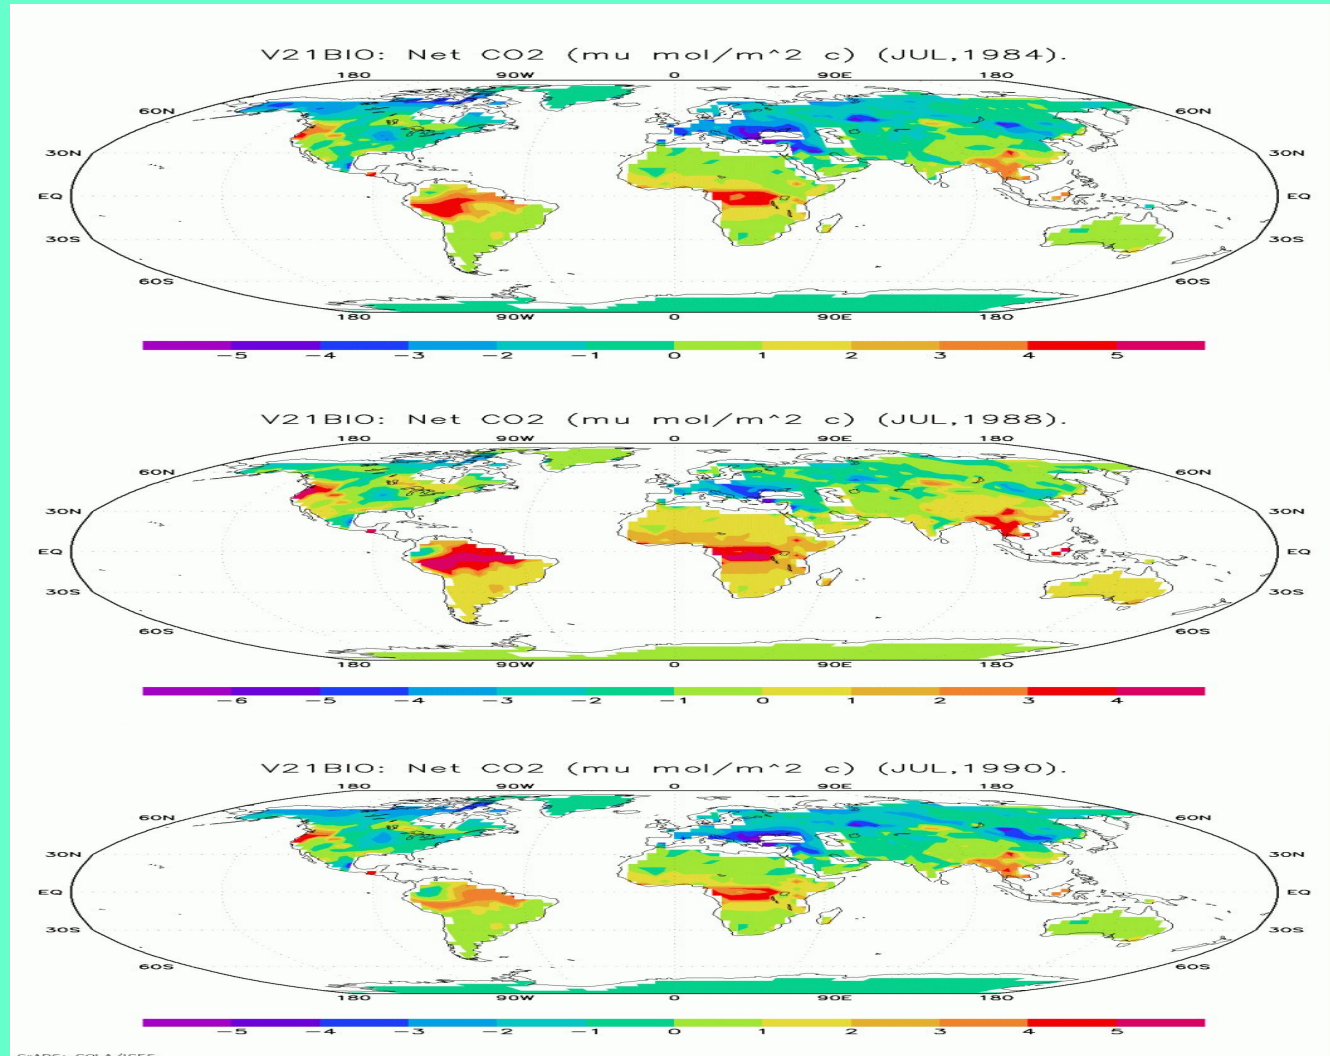 V21BIO: Net CO2 (mu mol/m^2 c) (JUL,1984).
180 90W 0 90E 180
60N 60N
30N 30N
EQ EQ
30S 30S
60S 60S
180 90W 0 90E 180
−5 −4 −3 −2 −1 0 1 2 3 4 5
V21BIO: Net CO2 (mu mol/m^2 c) (JUL,1988).
180 90W 0 90E 180
60N 60N
30N 30N
EQ EQ
30S 30S
60S 60S
180 90W 0 90E 180
−6 −5 −4 −3 −2 −1 0 1 2 3 4
V21BIO: Net CO2 (mu mol/m^2 c) (JUL,1990).
180 90W 0 90E 180
60N 60N
30N 30N
EQ EQ
30S 30S
60S 60S
180 90W 0 90E 180
−5 −4 −3 −2 −1 0 1 2 3 4 5